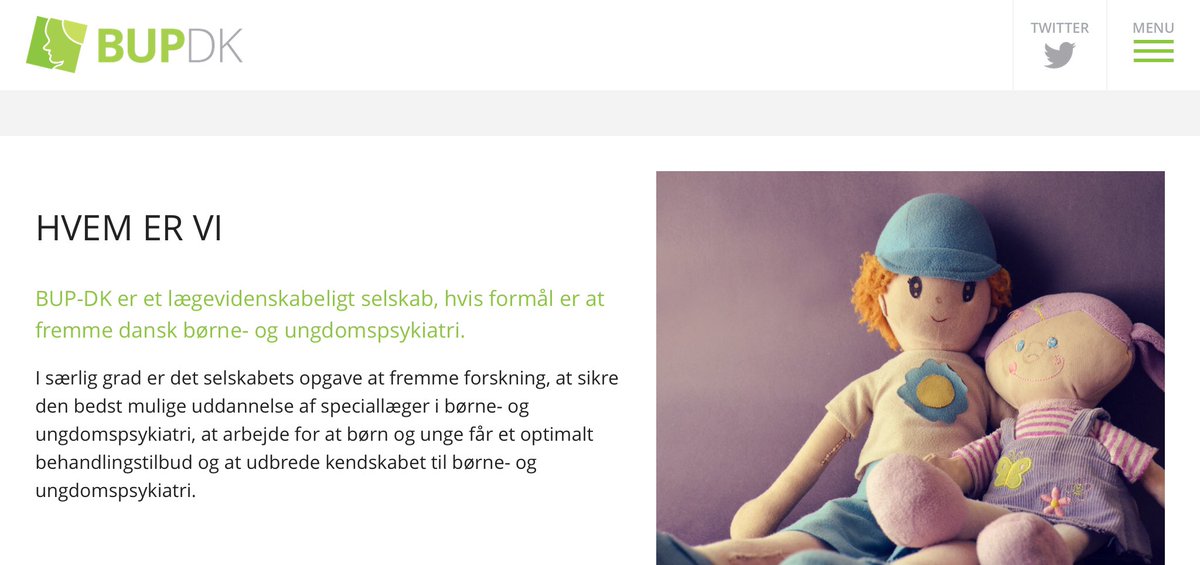 BUPDK
TWITTER
MENU
HVEM ER VI
BUP-DK er et lægevidenskabeligt selskab, hvis formål er at
fremme dansk børne- og ungdomspsykiatri.
I særlig grad er det selskabets opgave at fremme forskning, at sikre
den bedst mulige uddannelse af speciallæger i børne- og
ungdomspsykiatri, at arbejde for at børn og unge får et optimalt
behandlingstilbud og at udbrede kendskabet til børne- og
ungdomspsykiatri.